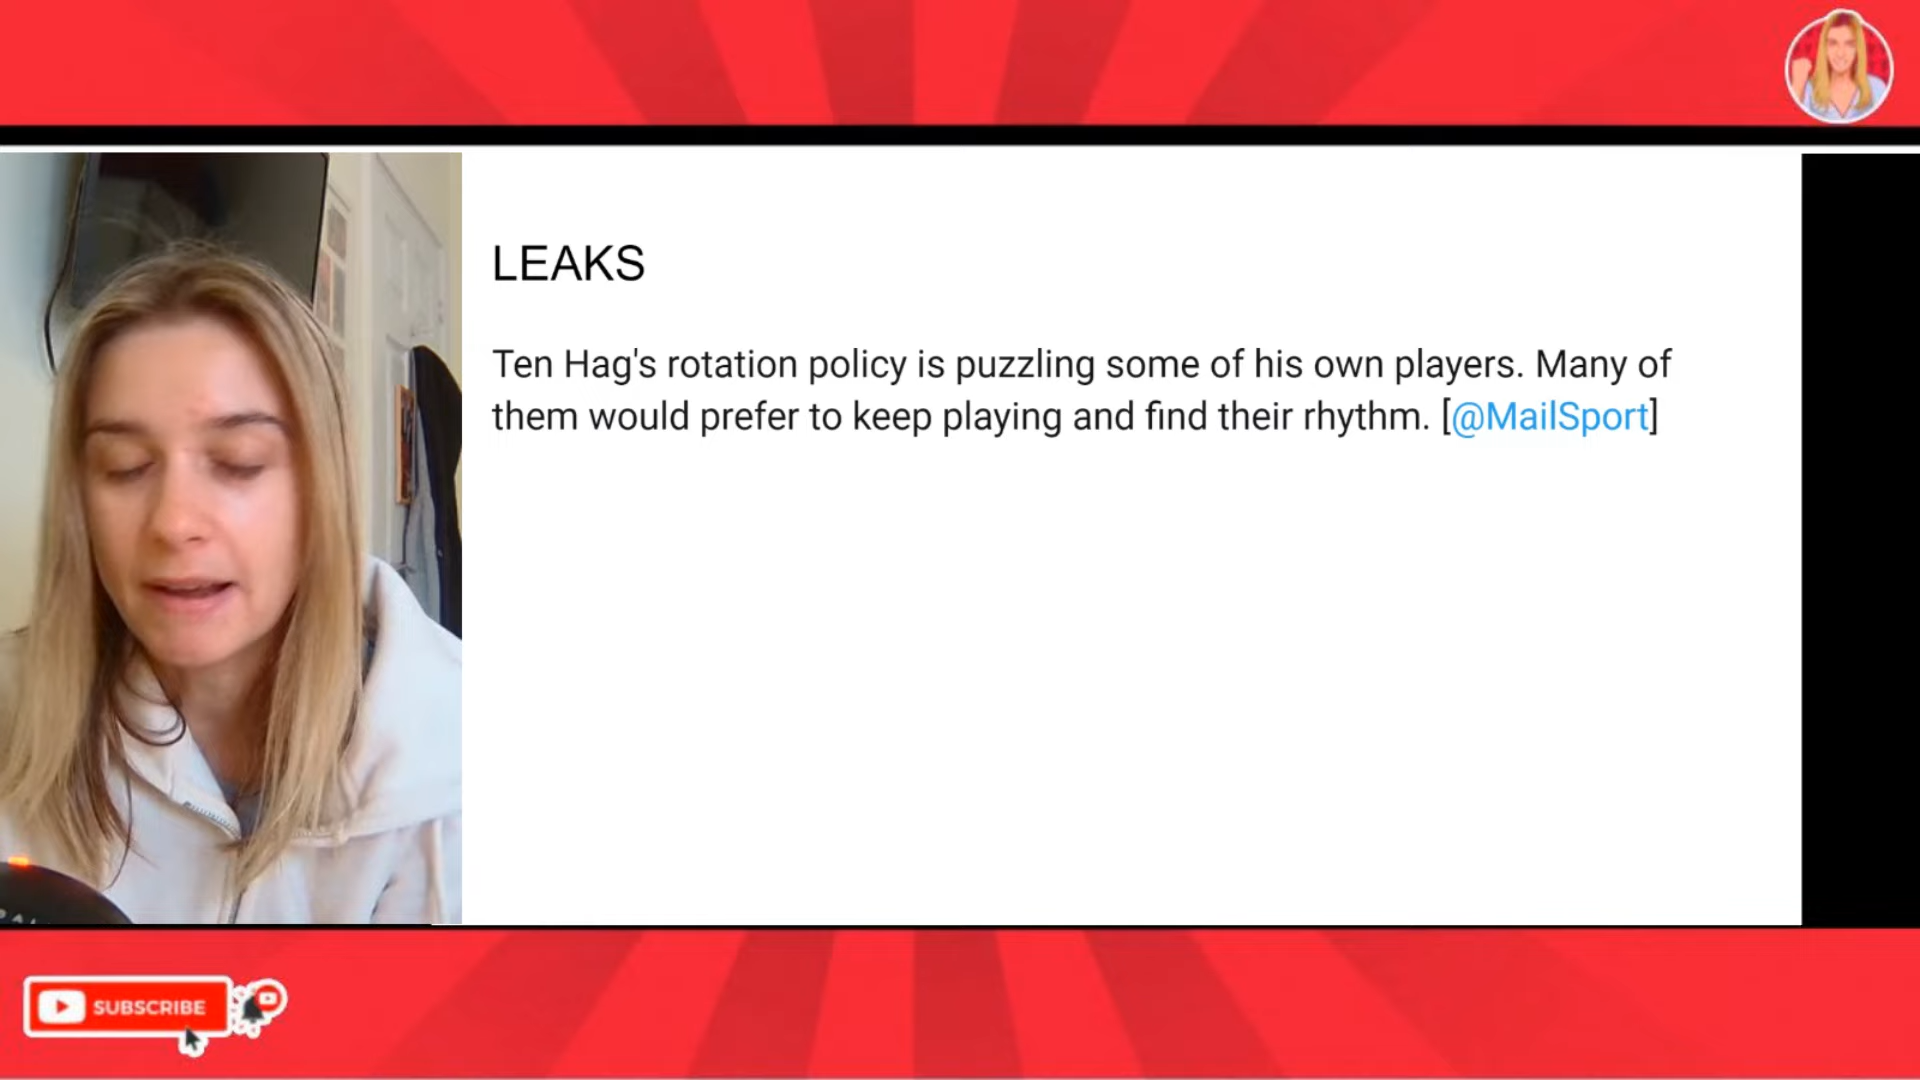 LEAKS
Ten Hag's rotation policy is puzzling some of his own players. Many of
them would prefer to keep playing and find their rhythm. [@MailSport]
SUBSCRIBE